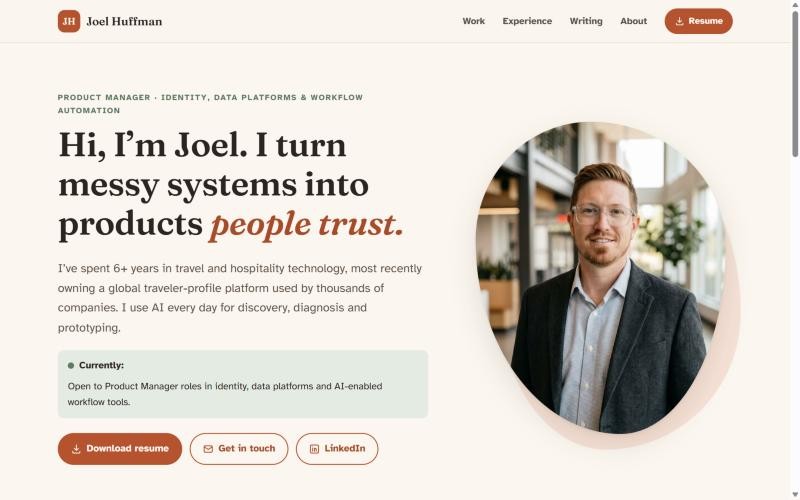 JH Joel Huffman Work Experience Writing About Resume
PRODUCT MANAGER · IDENTITY, DATA PLATFORMS & WORKFLOW
AUTOMATION
Hi, I’m Joel. I turn
messy systems into
products people trust.
I’ve spent 6+ years in travel and hospitality technology, most recently
owning a global traveler-profile platform used by thousands of
companies. I use AI every day for discovery, diagnosis and
prototyping.
Currently:
Open to Product Manager roles in identity, data platforms and AI-enabled
workflow tools.
Download resume Get in touch LinkedIn